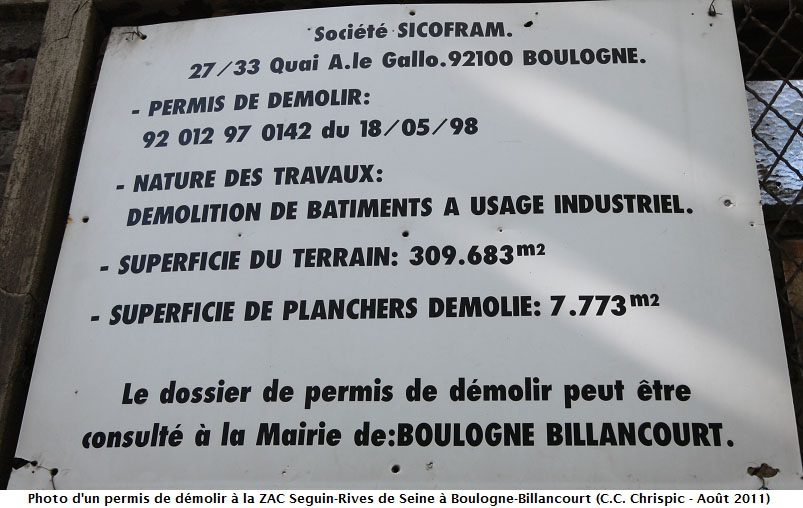 Société SICOFRAM.
27/33 Quai A.le Gallo.92100 BOULOGNE.
- PERMIS DE DEMOLIR:
92 012 97 0142 du 18/05/98
- NATURE DES TRAVAUX:
DEMOLITION DE BATIMENTS A USAGE INDUSTRIEL.
- SUPERFICIE DU TERRAIN: 309.683m2
- SUPERFICIE DE PLANCHERS DEMOLIE: 7.773m2
Le dossier de permis de démolir peut être
consulté à la Mairie de:BOULOGNE BILLANCOURT.
Photo d'un permis de démolir à la ZAC Seguin-Rives de Seine à Boulogne-Billancourt (C.C. Chrispic - Août 2011)